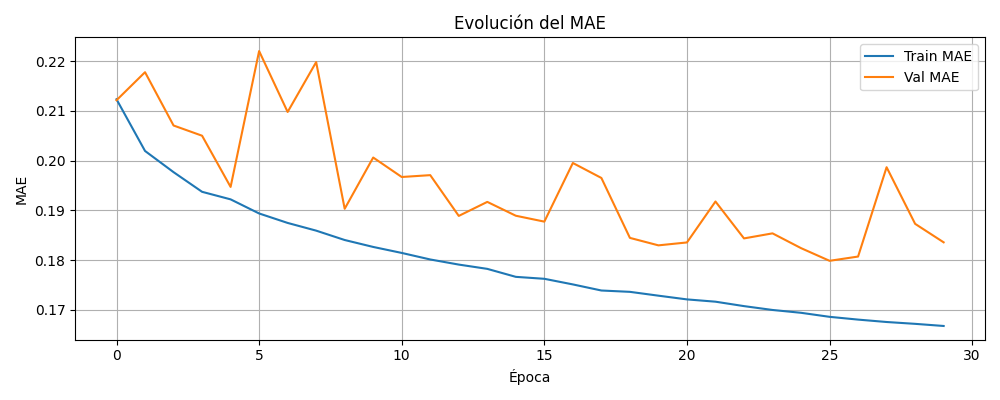 Evolución del MAE
Train MAE
Val MAE
MAE
0.22
0.21
0.20
0.19
0.18
0.17
0 5 10 15 20 25 30
Época